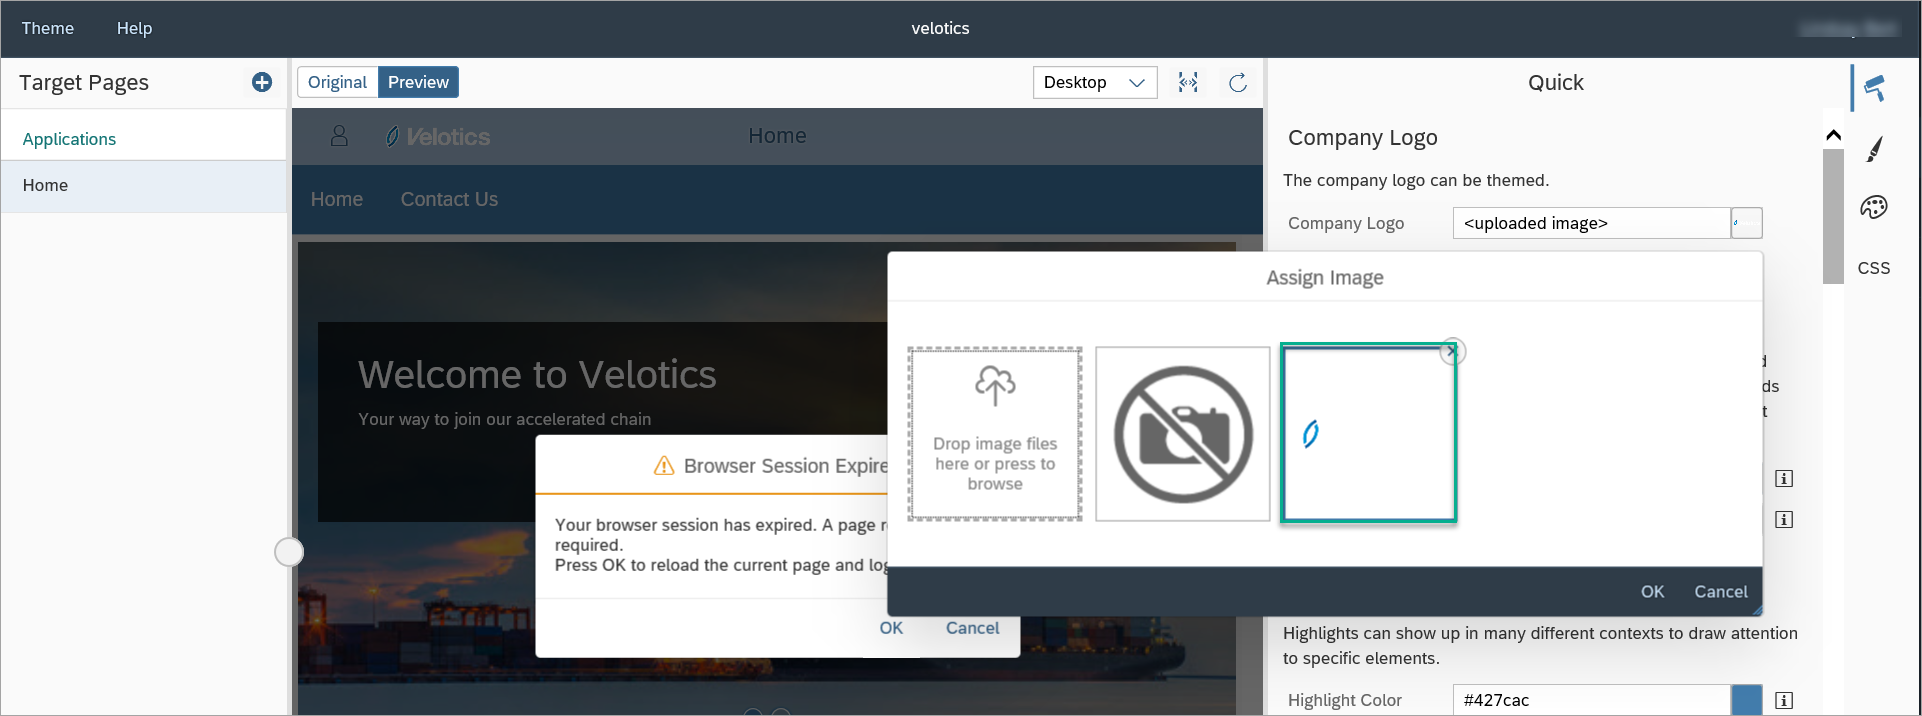 Theme Help velotics
Target Pages
Original Preview
Desktop
Quick
Applications
Home
Velotics
Home
Home Contact Us
Welcome to Velotics
Your way to join our accelerated chain
Browser Session Expire
Your browser session has expired. A page r
required.
Press OK to reload the current page and log
OK Cancel
Company Logo
The company logo can be themed.
Company Logo <uploaded image>
CSS
Assign Image
Drop image files
here or press to
browse
OK Cancel
d
ds
t
Highlights can show up in many different contexts to draw attention
to specific elements.
Highlight Color #427cac